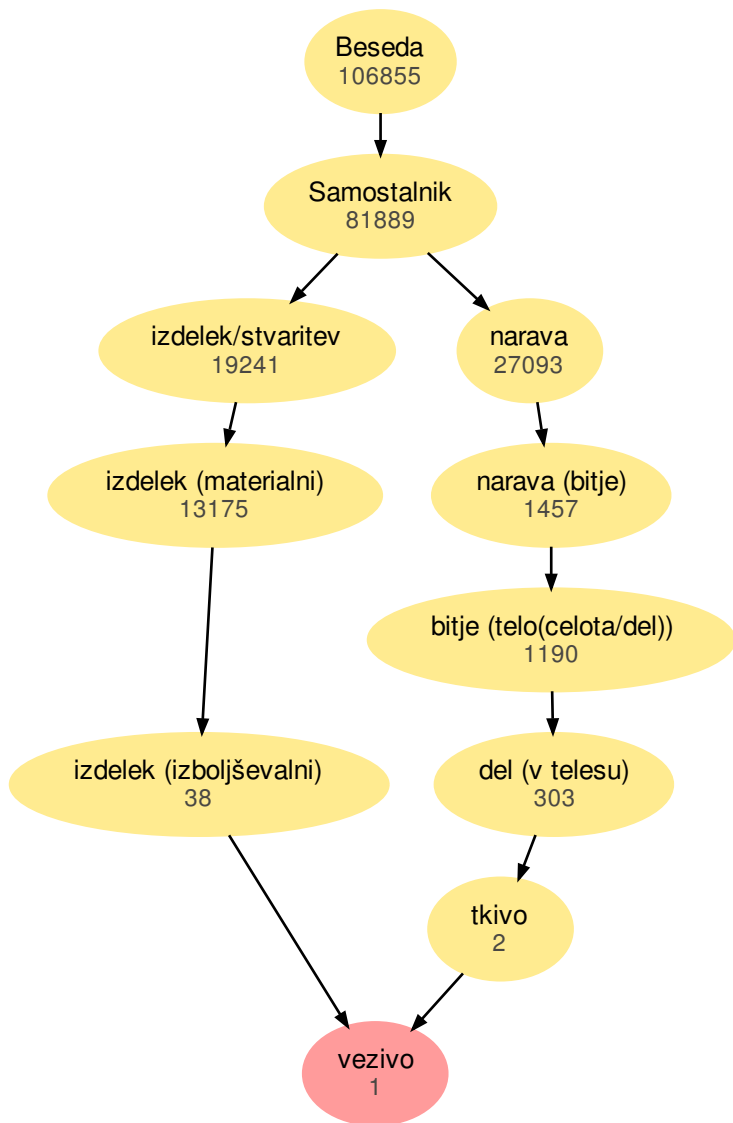 Beseda
106855
Samostalnik
81889
izdelek/stvaritev
19241
narava
27093
izdelek (materialni)
13175
narava (bitje)
1457
bitje (telo(celota/del))
1190
izdelek (izboljševalni)
38
del (v telesu)
303
tkivo
2
vezivo
1